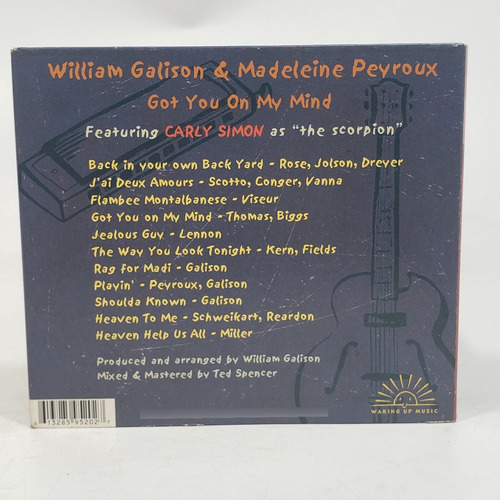 William Galison & Madeleine Peyroux
Got You On My Mind
Featuring CARLY SIMON as "the scorpion"
Back in your own Back Yard - Rose, Jolson, Dreyer
J'ai Deux Amours - Scotto, Conger, Vanna
Flambee Montalbanese - Viseur
Got You on My Mind - Thomas, Biggs
Jealous Guy - Lennon
The Way You Look Tonight - Kern, Fields
Rag for Madi - Galison
Playin' - Peyroux, Galison
Shoulda Known - Galison
Heaven To Me - Schweikart, Reardon
Heaven Help Us All - Miller
Produced and arranged by William Galison
Mixed & Mastered by Ted Spencer
13285 95202
WAKING UP MUSIC